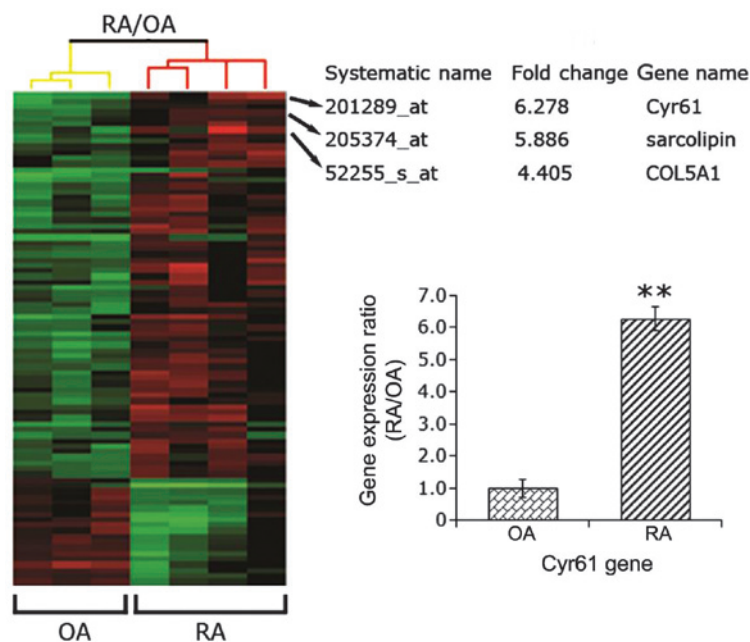 RA/OA
Systematic name Fold change Gene name
201289_at 6.278 Cyr61
205374_at 5.886 sarcolipin
52255_s_at 4.405 COL5A1
OA RA
Gene expression ratio
(RA/OA)
7.0
6.0
5.0
4.0
3.0
2.0
1.0
0
**
OA RA
Cyr61 gene